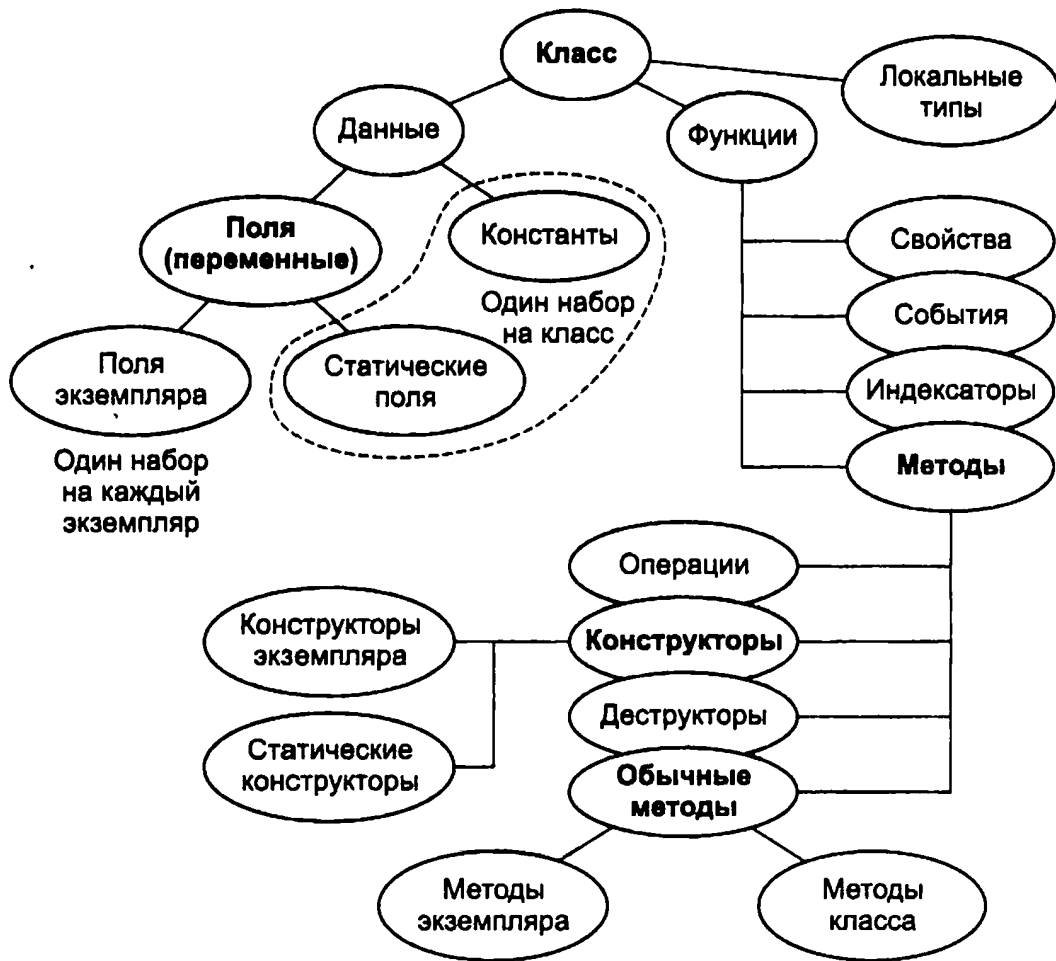 Класс
Локальные
типы
Данные
Функции
Поля
(переменные)
Константы
Свойства
Один набор
на класс
События
Поля
экземпляра
Статические
поля
Индексаторы
Один набор
на каждый
экземпляр
Методы
Операции
Конструкторы
экземпляра
Конструкторы
Статические
конструкторы
Деструкторы
Обычные
методы
Методы
экземпляра
Методы
класса